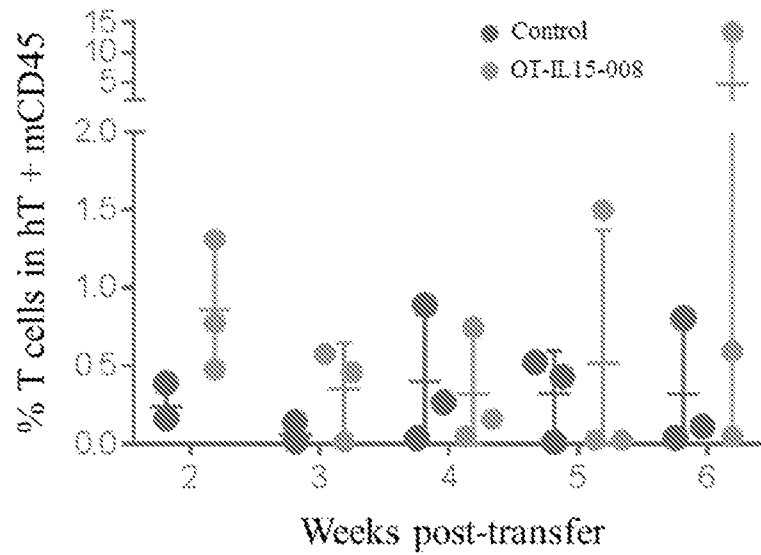 15
10
5
2.0
1.5
1.0
0.5
0.0
% T cells in hT + mCD45
Control
OT-IL15-008
2 3 4 5 6
Weeks post-transfer